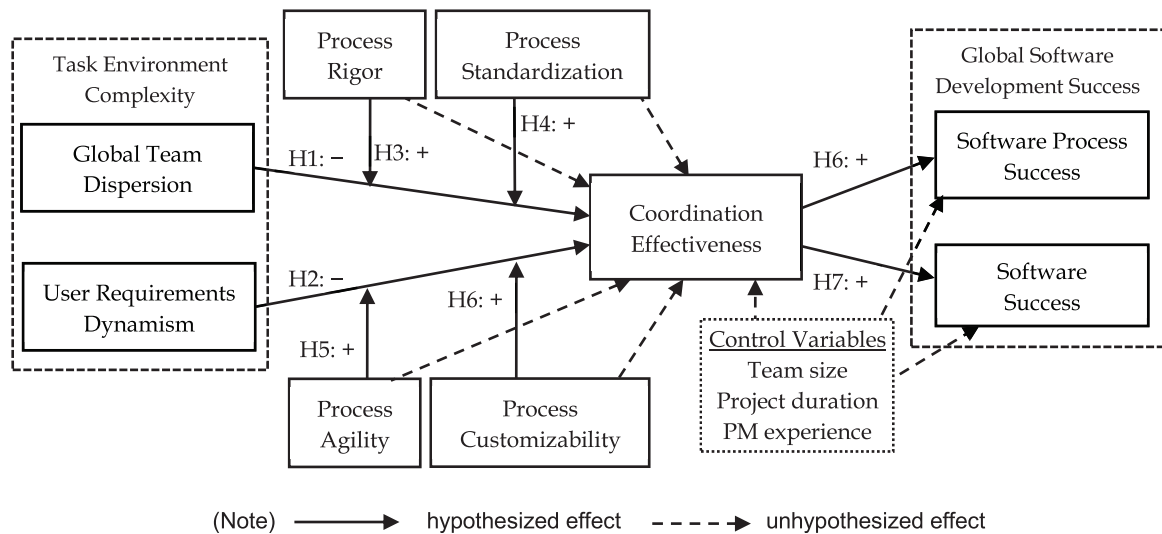 Task Environment
Complexity
Global Team
Dispersion
User Requirements
Dynamism
Process
Rigor
Process
Standardization
H1: −
H3: +
H4: +
H2: −
H5: +
H6: +
Process
Agility
Process
Customizability
Coordination
Effectiveness
H6: +
H7: +
Control Variables
Team size
Project duration
PM experience
Global Software
Development Success
Software Process
Success
Software
Success
(Note) hypothesized effect unhypothesized effect